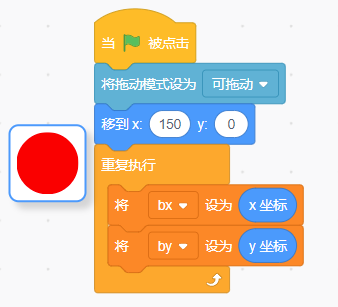 当 被点击
将拖动模式设为 可拖动
移到 x: 150 y: 0
重复执行
将 bx 设为 x 坐标
将 by 设为 y 坐标